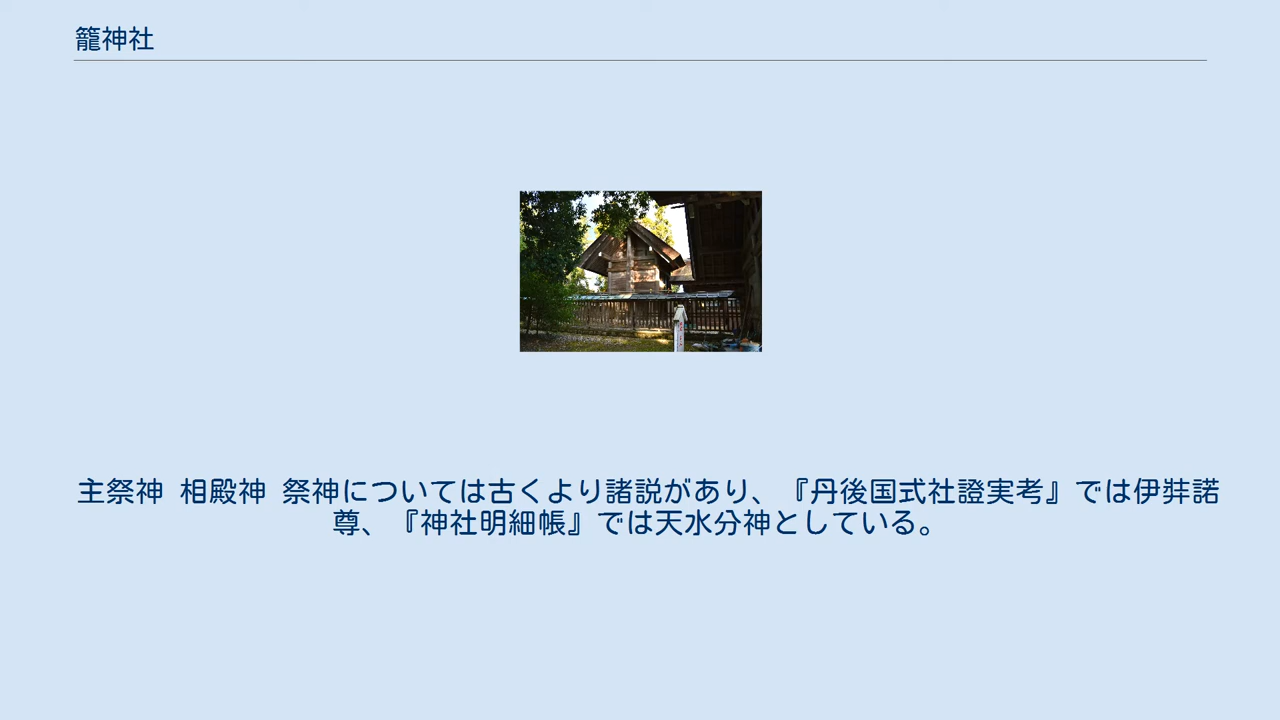 籠神社
主祭神 相殿神 祭神については古くより諸説があり、『丹後国式社證実考』では伊弉諾
尊、『神社明細帳』では天水分神としている。